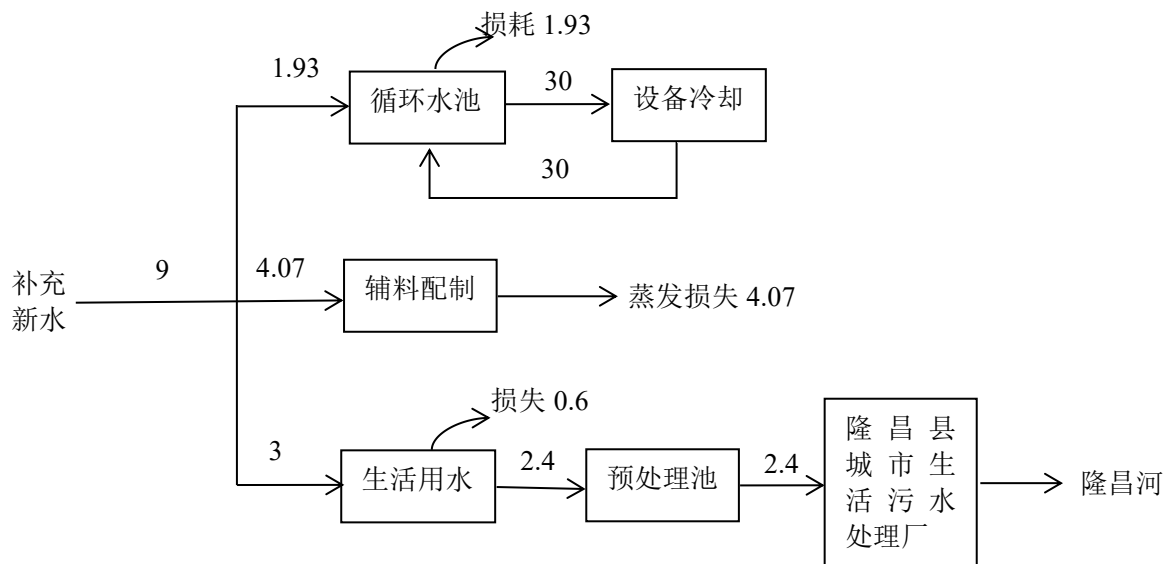 损耗 1.93
1.93
循环水池
30
设备冷却
30
补充
新水
9
4.07
辅料配制
蒸发损失 4.07
损失 0.6
3
生活用水
2.4
预处理池
2.4
隆昌县
城市生
活污水
处理厂
隆昌河